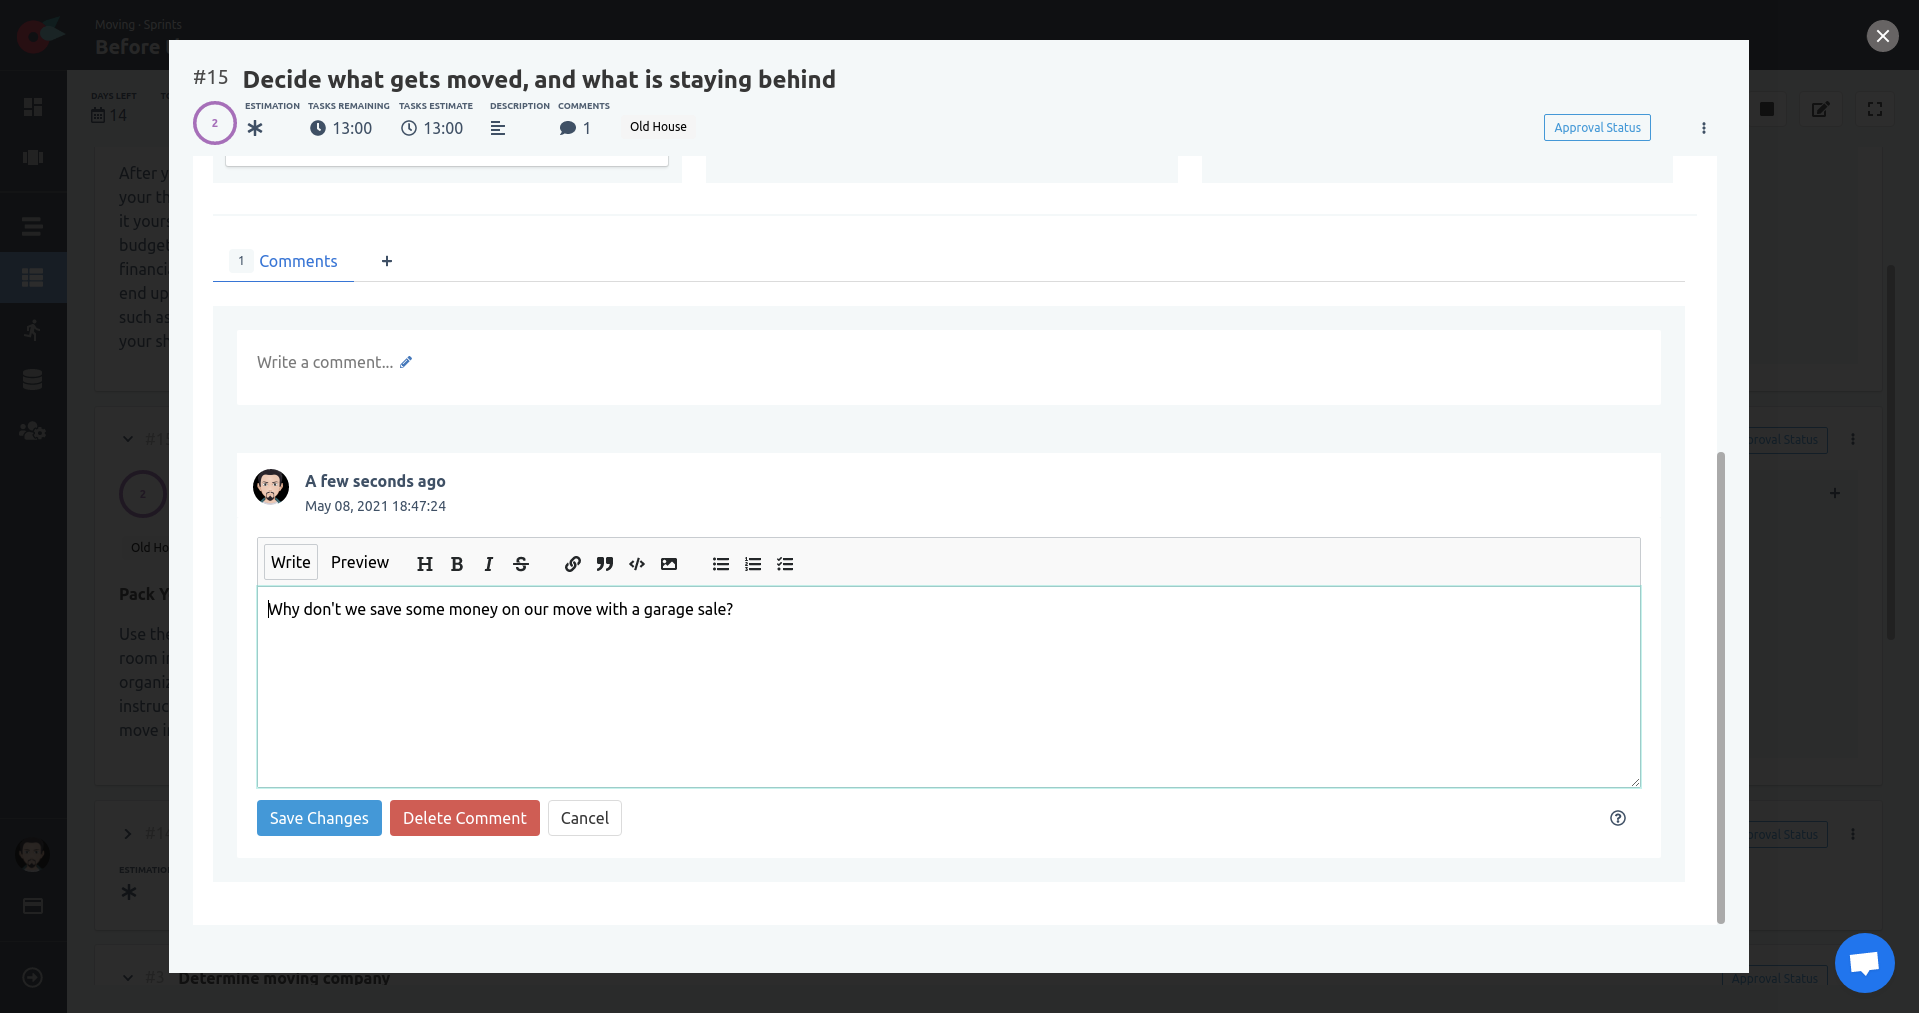 Moving - Sprints
Before
#15 Decide what gets moved, and what is staying behind
2
ESTIMATION
TASKS REMAINING
13:00
TASKS ESTIMATE
13:00
DESCRIPTION
COMMENTS
1
Old House
Approval Status
DAYS LEFT
14
After y
your th
it yours
budget
financi
end up
such as
your sh
1 Comments
Write a comment...
A few seconds ago
May 08, 2021 18:47:24
Write Preview
Why don't we save some money on our move with a garage sale?
Save Changes Delete Comment Cancel
#15
proval Status
2
Old Ho
Pack Y
Use the
room i
organiz
instruc
move i
#14
proval Status
ESTIMATION
#3 Determine moving company
Approval Status